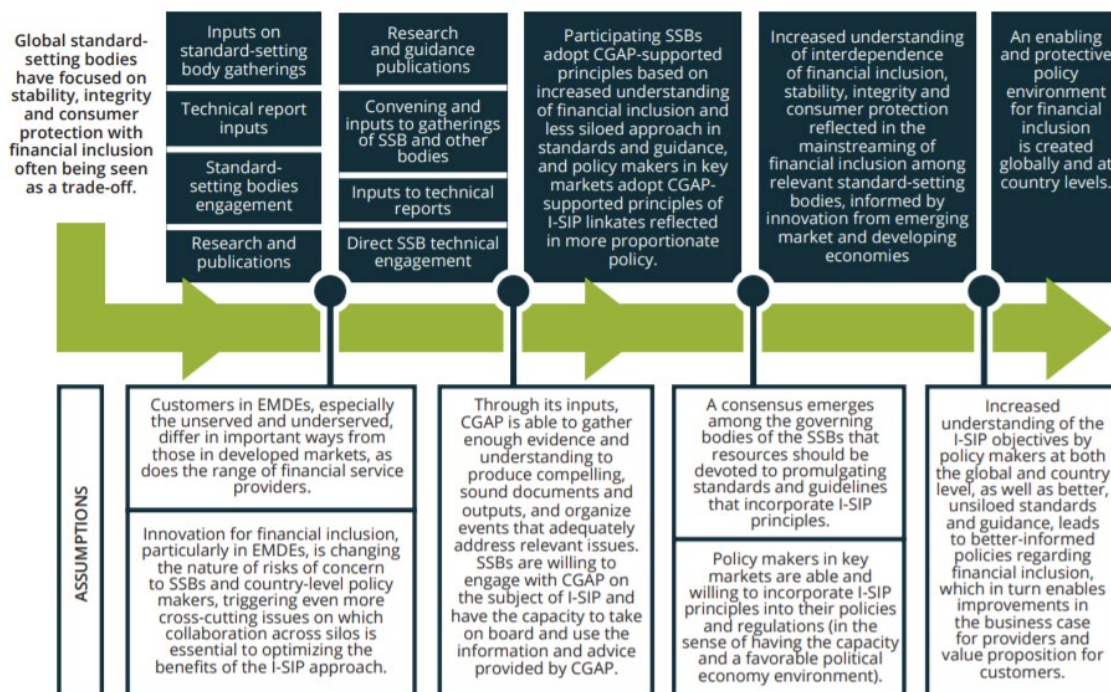 Global standard-
setting bodies
have focused on
stability, integrity
and consumer
protection with
financial inclusion
often being seen
as a trade-off.
Inputs on
standard-setting
body gatherings
Technical report
inputs
Standard-
setting bodies
engagement
Research and
publications
Research
and guidance
publications
Convening and
inputs to gatherings
of SSB and other
bodies
Inputs to technical
reports
Direct SSB technical
engagement
Participating SSBs
adopt CGAP-supported
principles based on
increased understanding
of financial inclusion and
less siloed approach in
standards and guidance,
and policy makers in key
markets adopt CGAP-
supported principles of
I-SIP linkates reflected
in more proportionate
policy.
Increased understanding
of interdependence
of financial inclusion,
stability, integrity and
consumer protection
reflected in the
mainstreaming of
financial inclusion among
relevant standard-setting
bodies, informed by
innovation from emerging
market and developing
economies
An enabling
and protective
policy
environment
for financial
inclusion
is created
globally and at
country levels.
ASSUMPTIONS
Customers in EMDEs, especially
the unserved and underserved,
differ in important ways from
those in developed markets, as
does the range of financial service
providers.
Innovation for financial inclusion,
particularly in EMDEs, is changing
the nature of risks of concern
to SSBs and country-level policy
makers, triggering even more
cross-cutting issues on which
collaboration across silos is
essential to optimizing the
benefits of the I-SIP approach.
Through its inputs,
CGAP is able to gather
enough evidence and
understanding to
produce compelling,
sound documents and
outputs, and organize
events that adequately
address relevant issues.
SSBs are willing to
engage with CGAP on
the subject of I-SIP and
have the capacity to take
on board and use the
information and advice
provided by CGAP.
A consensus emerges
among the governing
bodies of the SSBs that
resources should be
devoted to promulgating
standards and guidelines
that incorporate I-SIP
principles.
Policy makers in key
markets are able and
willing to incorporate I-SIP
principles into their policies
and regulations (in the
sense of having the capacity
and a favorable political
economy environment).
Increased
understanding of the
I-SIP objectives by
policy makers at both
the global and country
level, as well as better,
unsiloed standards
and guidance, leads
to better-informed
policies regarding
financial inclusion,
which in turn enables
improvements in
the business case
for providers and
value proposition for
customers.